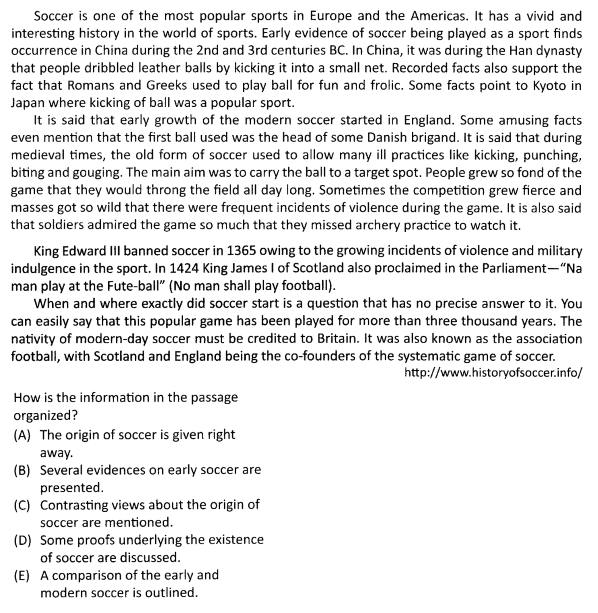 Soccer is one of the most popular sports in Europe and the Americas. It has a vivid and
interesting history in the world of sports. Early evidence of soccer being played as a sport finds
occurrence in China during the 2nd and 3rd centuries BC. In China, it was during the Han dynasty
that people dribbled leather balls by kicking it into a small net. Recorded facts also support the
fact that Romans and Greeks used to play ball for fun and frolic. Some facts point to Kyoto in
Japan where kicking of ball was a popular sport.
It is said that early growth of the modern soccer started in England. Some amusing facts
even mention that the first ball used was the head of some Danish brigand. It is said that during
medieval times, the old form of soccer used to allow many ill practices like kicking, punching,
biting and gouging. The main aim was to carry the ball to a target spot. People grew so fond of the
game that they would throng the field all day long. Sometimes the competition grew fierce and
masses got so wild that there were frequent incidents of violence during the game. It is also said
that soldiers admired the game so much that they missed archery practice to watch it.
King Edward III banned soccer in 1365 owing to the growing incidents of violence and military
indulgence in the sport. In 1424 King James I of Scotland also proclaimed in the Parliament—“Na
man play at the Fute-ball” (No man shall play football).
When and where exactly did soccer start is a question that has no precise answer to it. You
can easily say that this popular game has been played for more than three thousand years. The
nativity of modern-day soccer must be credited to Britain. It was also known as the association
football, with Scotland and England being the co-founders of the systematic game of soccer.
http://www.historyofsoccer.info/
How is the information in the passage
organized?
(A) The origin of soccer is given right
away.
(B) Several evidences on early soccer are
presented.
(C) Contrasting views about the origin of
soccer are mentioned.
(D) Some proofs underlying the existence
of soccer are discussed.
(E) A comparison of the early and
modern soccer is outlined.